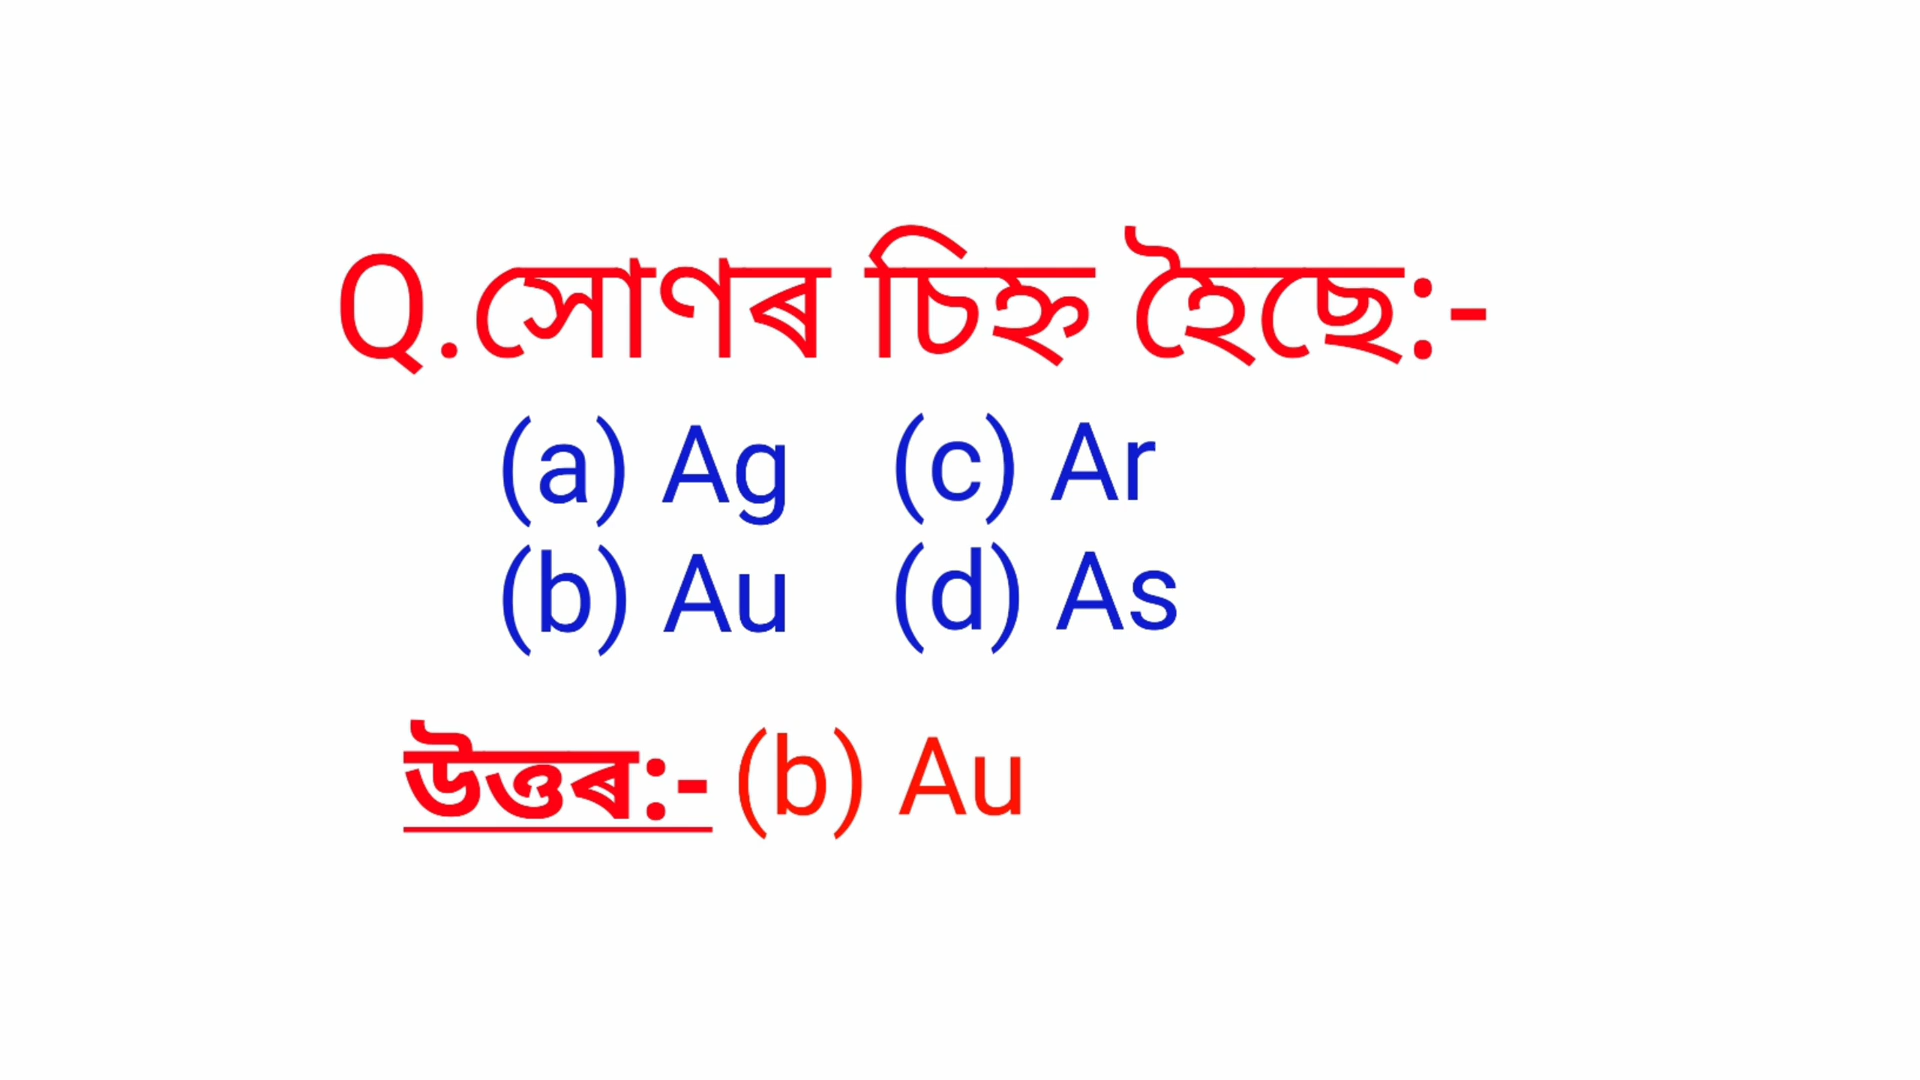 Q.সোণৰ চিহ্ন হৈছে:-
(a) Ag (c) Ar
(b) Au (d) As
উত্তৰ:- (b) Au